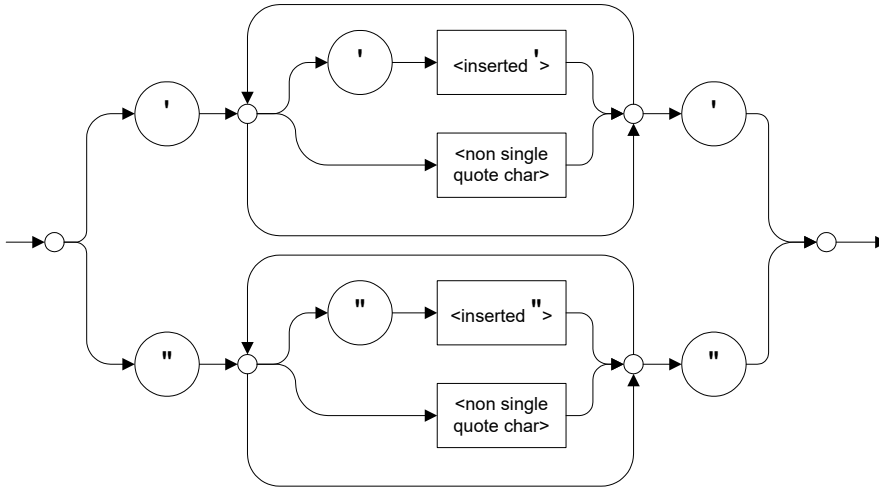 '
<inserted '>
'
'
<non single
quote char>
"
<inserted ">
"
"
<non single
quote char>